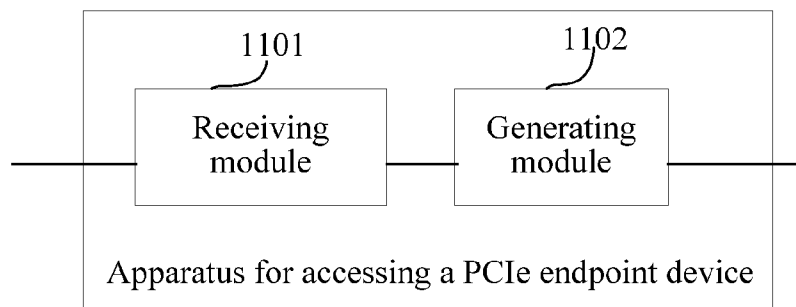 1101
1102
Receiving
module
Generating
module
Apparatus for accessing a PCIe endpoint device